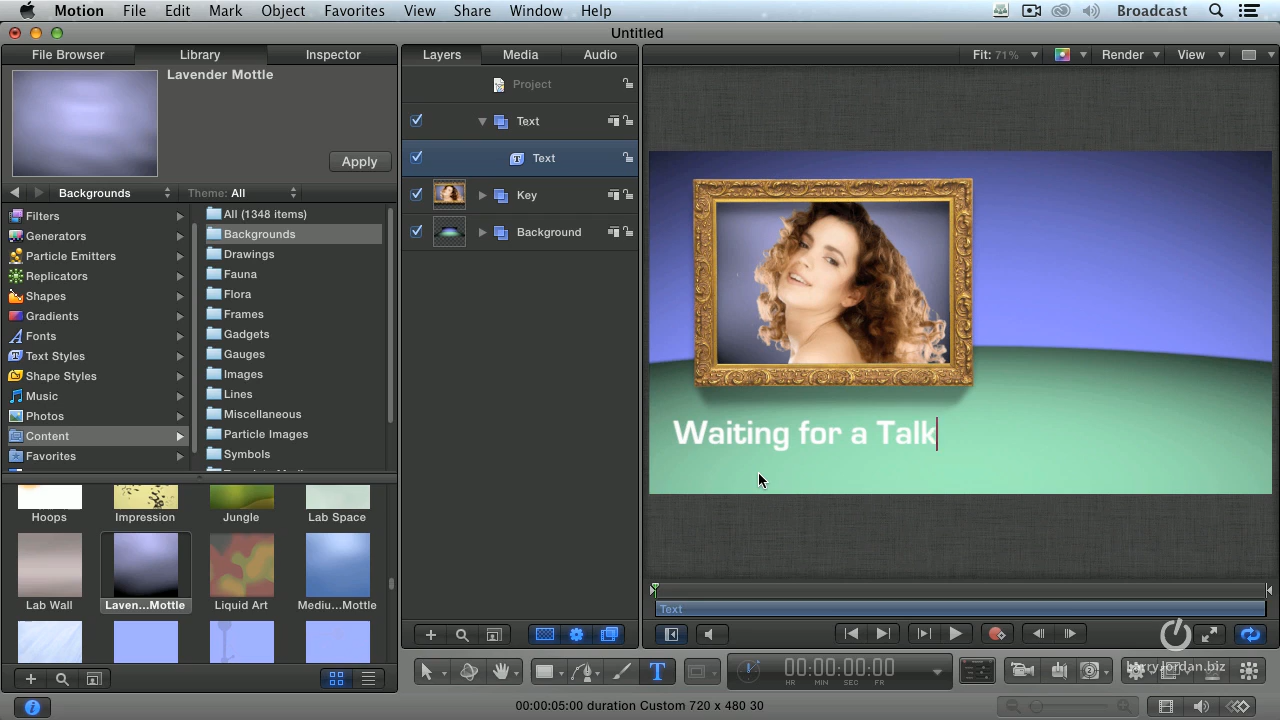 Motion File Edit Mark Object Favorites View Share Window Help Broadcast
Untitled
File Browser Library Inspector
Layers Media Audio
Fit: 71% Render View
Lavender Mottle
Apply
Backgrounds Theme: All
Filters
Generators
Particle Emitters
Replicators
Shapes
Gradients
Fonts
Text Styles
Shape Styles
Music
Photos
Content
Favorites
All (1348 items)
Backgrounds
Drawings
Fauna
Flora
Frames
Gadgets
Gauges
Images
Lines
Miscellaneous
Particle Images
Symbols
Hoops Impression Jungle Lab Space
Lab Wall Laven...Mottle Liquid Art Mediu...Mottle
Project
Text
Text
Key
Background
Waiting for a Talk
Text
00:00:00:00
HR MIN SEC FR
larryjordan.biz
00:00:05:00 duration Custom 720 x 480 30